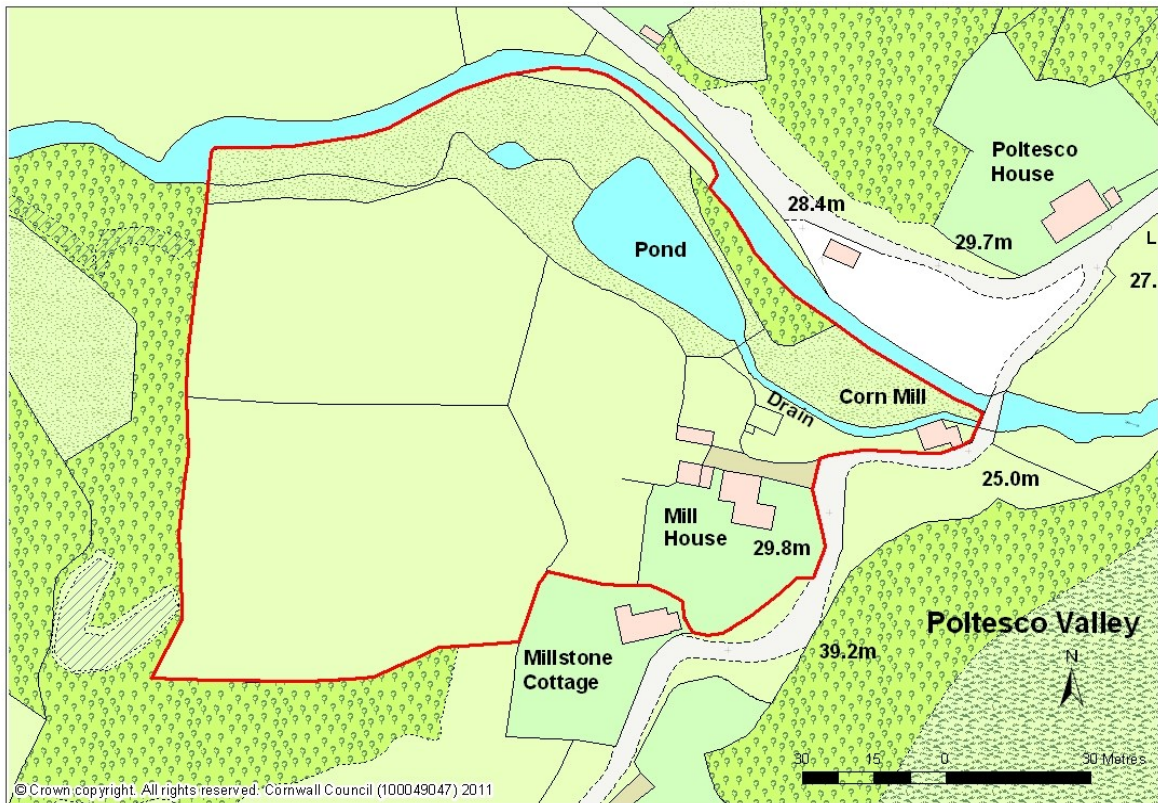 Poltesco
House
28.4m
29.7m
L
27.
Pond
Corn Mill
Drain
25.0m
Mill
House
29.8m
Poltesco Valley
Millstone
Cottage
39.2m
N
30 15 0 30 Metres
© Crown copyright. All rights reserved. Cornwall Council (100049047) 2011